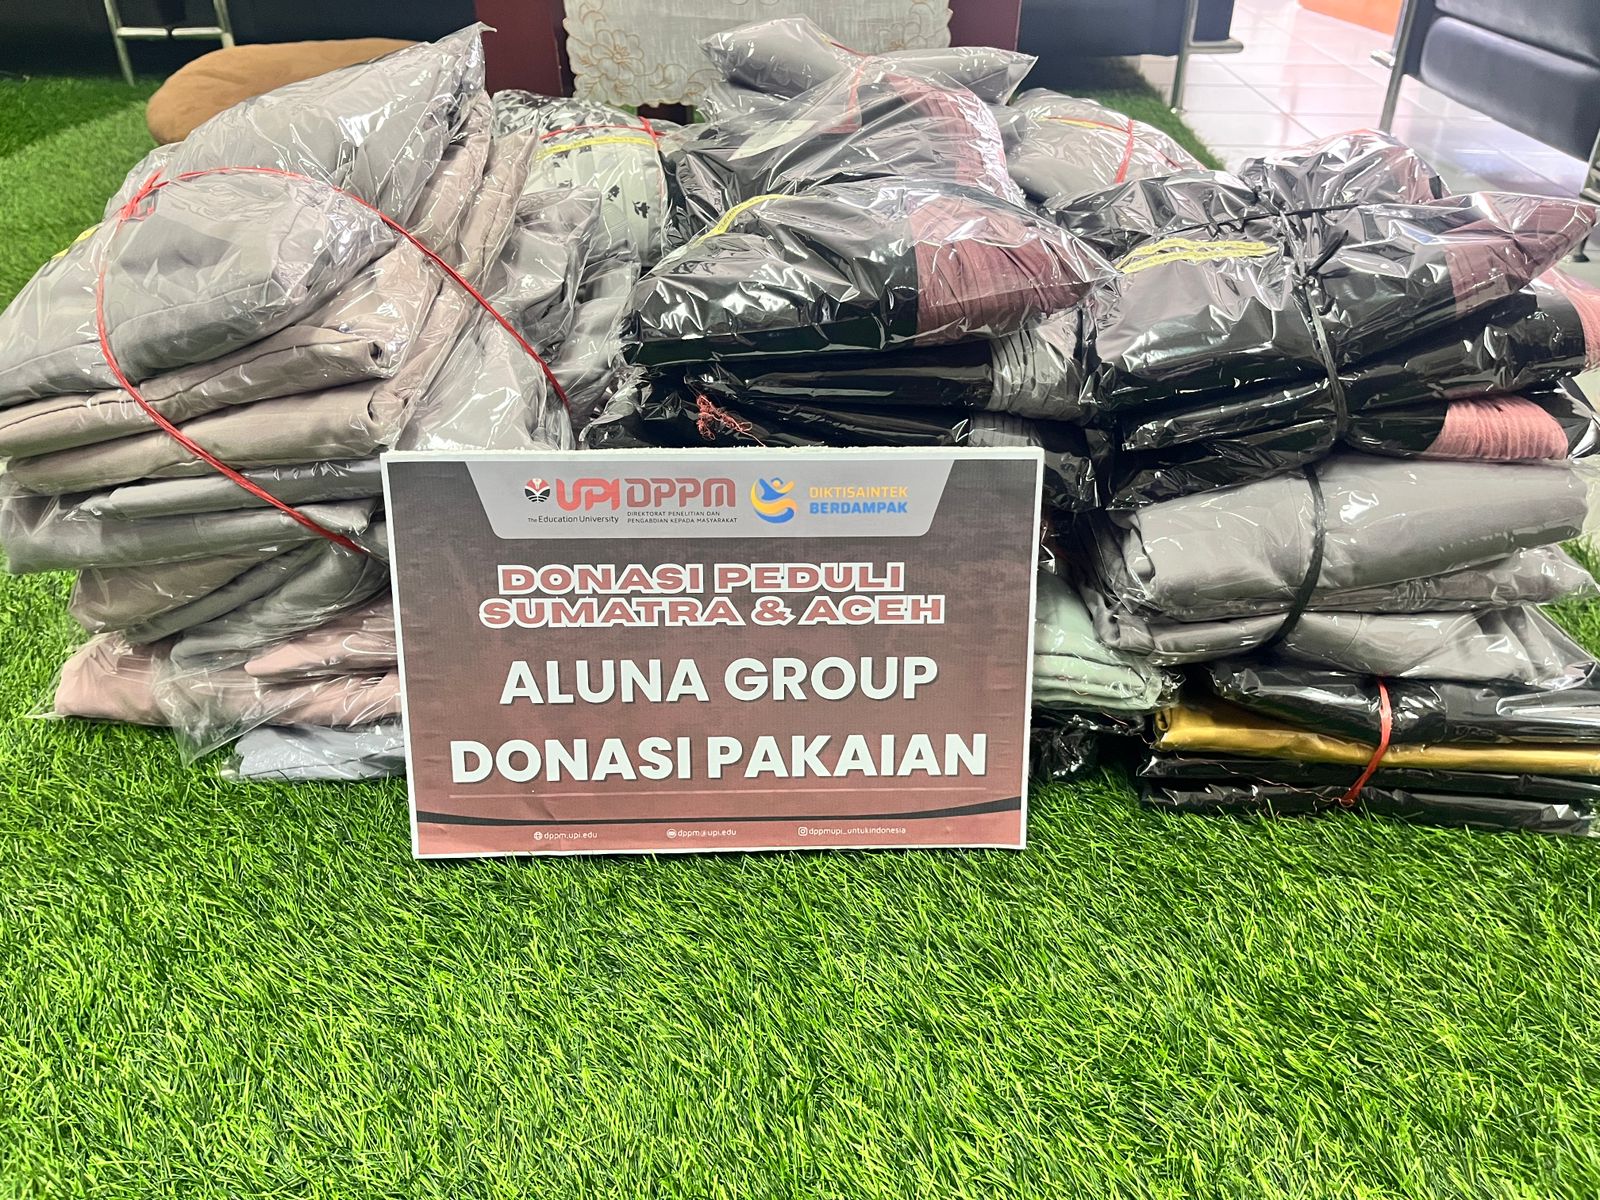 UPI DPPM
The Education University
DIREKTORAT PENELITIAN DAN
PENGABDIAN KEPADA MASYARAKAT
DIKTISAINTEK
BERDAMPAK
DONASI PEDULI
SUMATRA & ACEH
ALUNA GROUP
DONASI PAKAIAN
dppm.upi.edu
dppm@upi.edu
dppmupi_untukindonesia